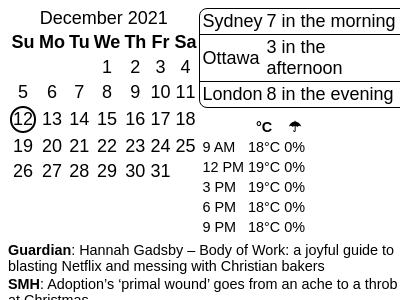 December 2021
Su Mo Tu We Th Fr Sa
1 2 3 4
5 6 7 8 9 10 11
12 13 14 15 16 17 18
19 20 21 22 23 24 25
26 27 28 29 30 31
Sydney 7 in the morning
Ottawa 3 in the
afternoon
London 8 in the evening
°C ☂
9 AM 18°C 0%
12 PM 19°C 0%
3 PM 19°C 0%
6 PM 18°C 0%
9 PM 18°C 0%
Guardian: Hannah Gadsby – Body of Work: a joyful guide to
blasting Netflix and messing with Christian bakers
SMH: Adoption’s ‘primal wound’ goes from an ache to a throb
at Christmas